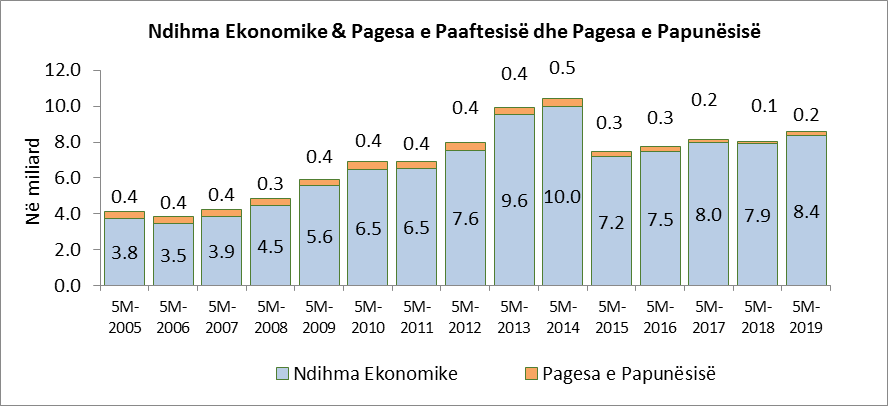 Ndihma Ekonomike & Pagesa e Paaftesisë dhe Pagesa e Papunësisë
Në miliard
12.0
10.0
8.0
6.0
4.0
2.0
0.0
0.4 0.4 0.4 0.3 0.4 0.4 0.4 0.4 0.4 0.5 0.3 0.3 0.2 0.1 0.2
3.8 3.5 3.9 4.5 5.6 6.5 6.5 7.6 9.6 10.0 7.2 7.5 8.0 7.9 8.4
5M- 5M- 5M- 5M- 5M- 5M- 5M- 5M- 5M- 5M- 5M- 5M- 5M- 5M- 5M-
2005 2006 2007 2008 2009 2010 2011 2012 2013 2014 2015 2016 2017 2018 2019
Ndihma Ekonomike Pagesa e Papunësisë